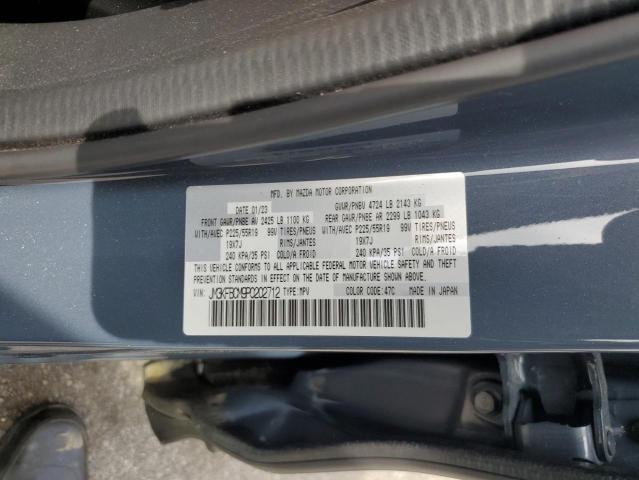 MFD. BY MAZDA MOTOR CORPORATION
DATE 01/23 GVWR/PNBV 4724 LB 2143 KG
FRONT GAWR/PNBE AV 2425 LB 1100 KG REAR GAWR/PNBE AR 2299 LB 1043 KG
WITH/AVEC P225/55R19 99V TIRES/PNEUS WITH/AVEC P225/55R19 99V TIRES/PNEUS
19X7J RIMS/JANTES 19X7J RIMS/JANTES
240 KPA/35 PSI COLD/A FROID 240 KPA/35 PSI COLD/A FROID
THIS VEHICLE CONFORMS TO ALL APPLICABLE FEDERAL MOTOR VEHICLE SAFETY AND THEFT
PREVENTION STANDARDS IN EFFECT ON THE DATE OF MANUFACTURE SHOWN ABOVE.
VIN: JM3KFBCM9P0202712 TYPE: MPV COLOR CODE: 47C MADE IN JAPAN